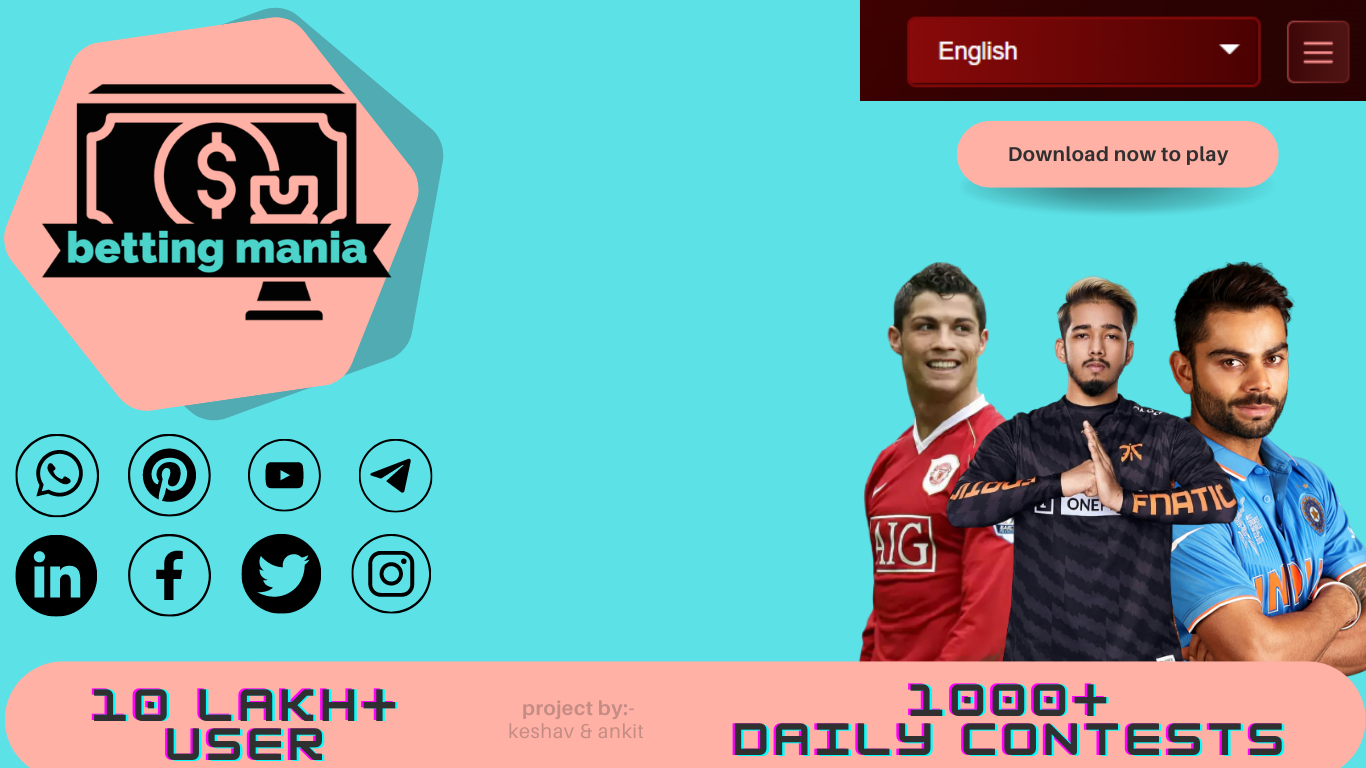 English
Download now to play
betting mania
AIG
ONE
FNATIC
10 LAKH+
USER
project by:-
keshav & ankit
1000+
DAILY CONTESTS